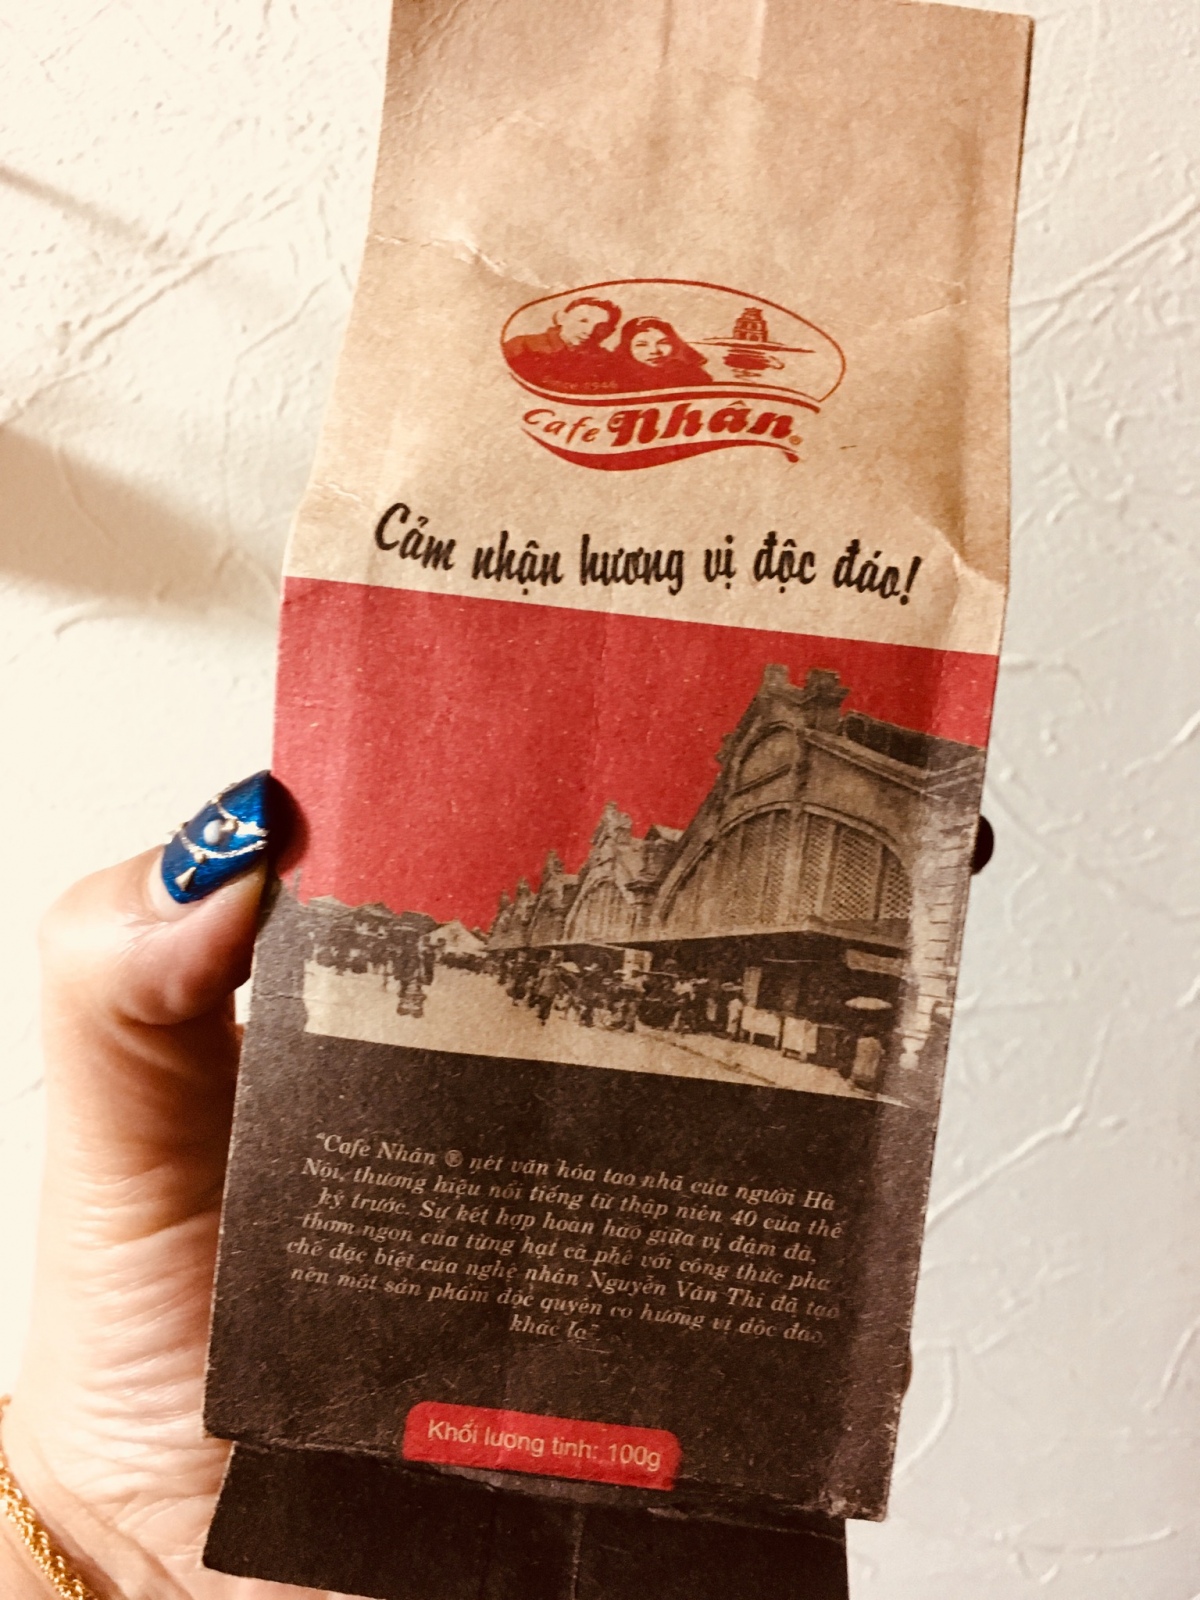 Since 1946
Cafe Nhân®
Cảm nhận hương vị độc đáo!
"Cafe Nhân ® nét văn hóa tao nhã của người Hà
Nội, thương hiệu nổi tiếng từ thập niên 40 của thế
kỷ trước. Sự kết hợp hoàn hảo giữa vị đậm đà,
thơm ngon của từng hạt cà phê với công thức pha
chế đặc biệt của nghệ nhân Nguyễn Văn Thi đã tạo
nên một sản phẩm độc quyền có hương vị độc đáo,
khác lạ"
Khối lượng tịnh: 100g